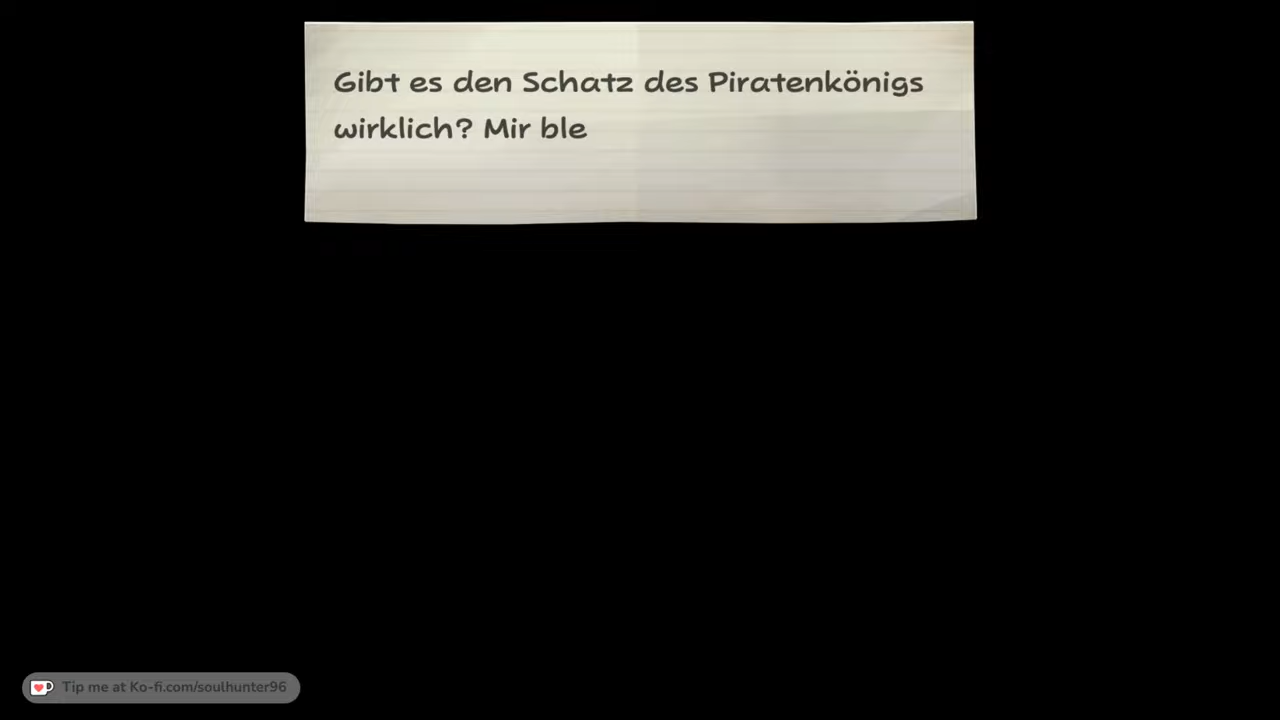 Gibt es den Schatz des Piratenkönigs
wirklich? Mir ble
Tip me at Ko-fi.com/soulhunter96